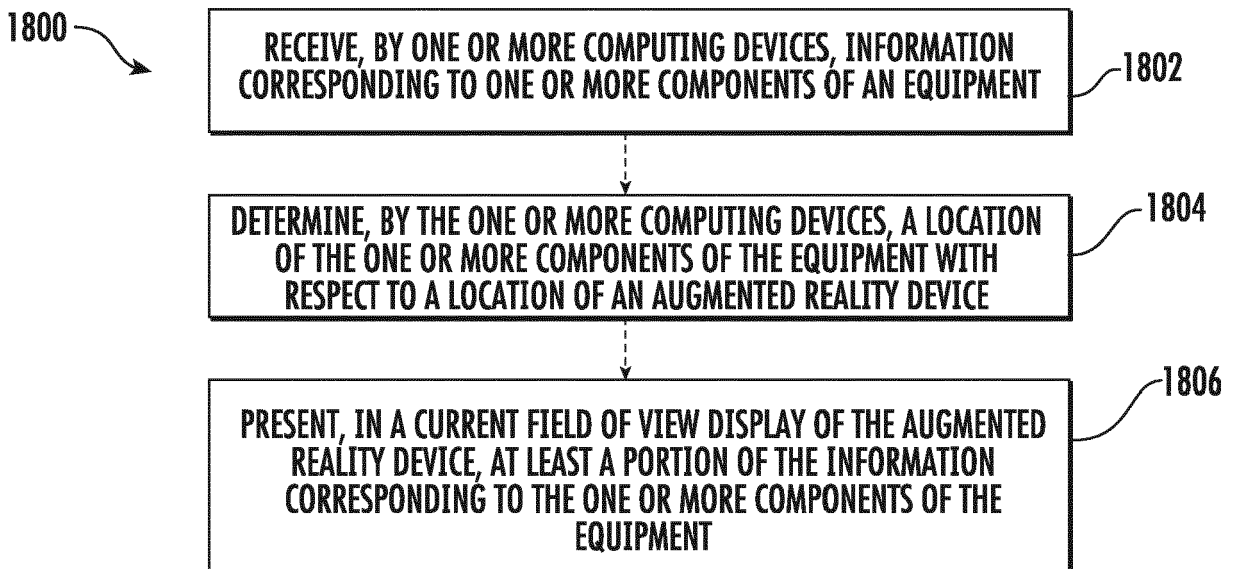 1800
RECEIVE, BY ONE OR MORE COMPUTING DEVICES, INFORMATION
CORRESPONDING TO ONE OR MORE COMPONENTS OF AN EQUIPMENT
1802
DETERMINE, BY THE ONE OR MORE COMPUTING DEVICES, A LOCATION
OF THE ONE OR MORE COMPONENTS OF THE EQUIPMENT WITH
RESPECT TO A LOCATION OF AN AUGMENTED REALITY DEVICE
1804
PRESENT, IN A CURRENT FIELD OF VIEW DISPLAY OF THE AUGMENTED
REALITY DEVICE, AT LEAST A PORTION OF THE INFORMATION
CORRESPONDING TO THE ONE OR MORE COMPONENTS OF THE
EQUIPMENT
1806